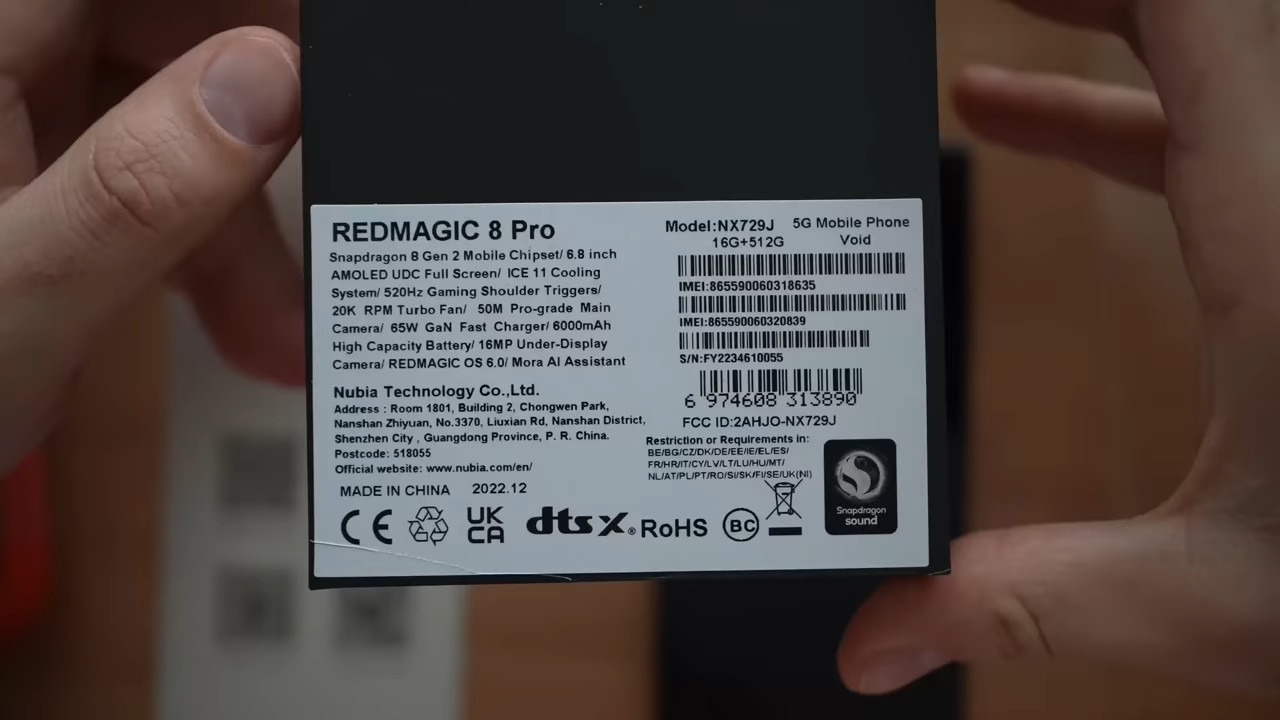 REDMAGIC 8 Pro
Snapdragon 8 Gen 2 Mobile Chipset/ 6.8 inch
AMOLED UDC Full Screen/ ICE 11 Cooling
System/ 520Hz Gaming Shoulder Triggers/
20K RPM Turbo Fan/ 50M Pro-grade Main
Camera/ 65W GaN Fast Charger/ 6000mAh
High Capacity Battery/ 16MP Under-Display
Camera/ REDMAGIC OS 6.0/ Mora AI Assistant
Nubia Technology Co.,Ltd.
Address : Room 1801, Building 2, Chongwen Park,
Nanshan Zhiyuan, No.3370, Liuxian Rd, Nanshan District,
Shenzhen City , Guangdong Province, P. R. China.
Postcode: 518055
Official website: www.nubia.com/en/
MADE IN CHINA 2022.12
Model:NX729J 5G Mobile Phone
16G+512G Void
IMEI:865590060318635
IMEI:865590060320839
S/N:FY2234610055
6 974608 313890
FCC ID:2AHJO-NX729J
Restriction or Requirements in:
BE/BG/CZ/DK/DE/EE/IE/EL/ES/
FR/HR/IT/CY/LV/LT/LU/HU/MT/
NL/AT/PL/PT/RO/SI/SK/FI/SE/UK(NI)
Snapdragon
sound
CE UK
CA dts X® RoHS BC